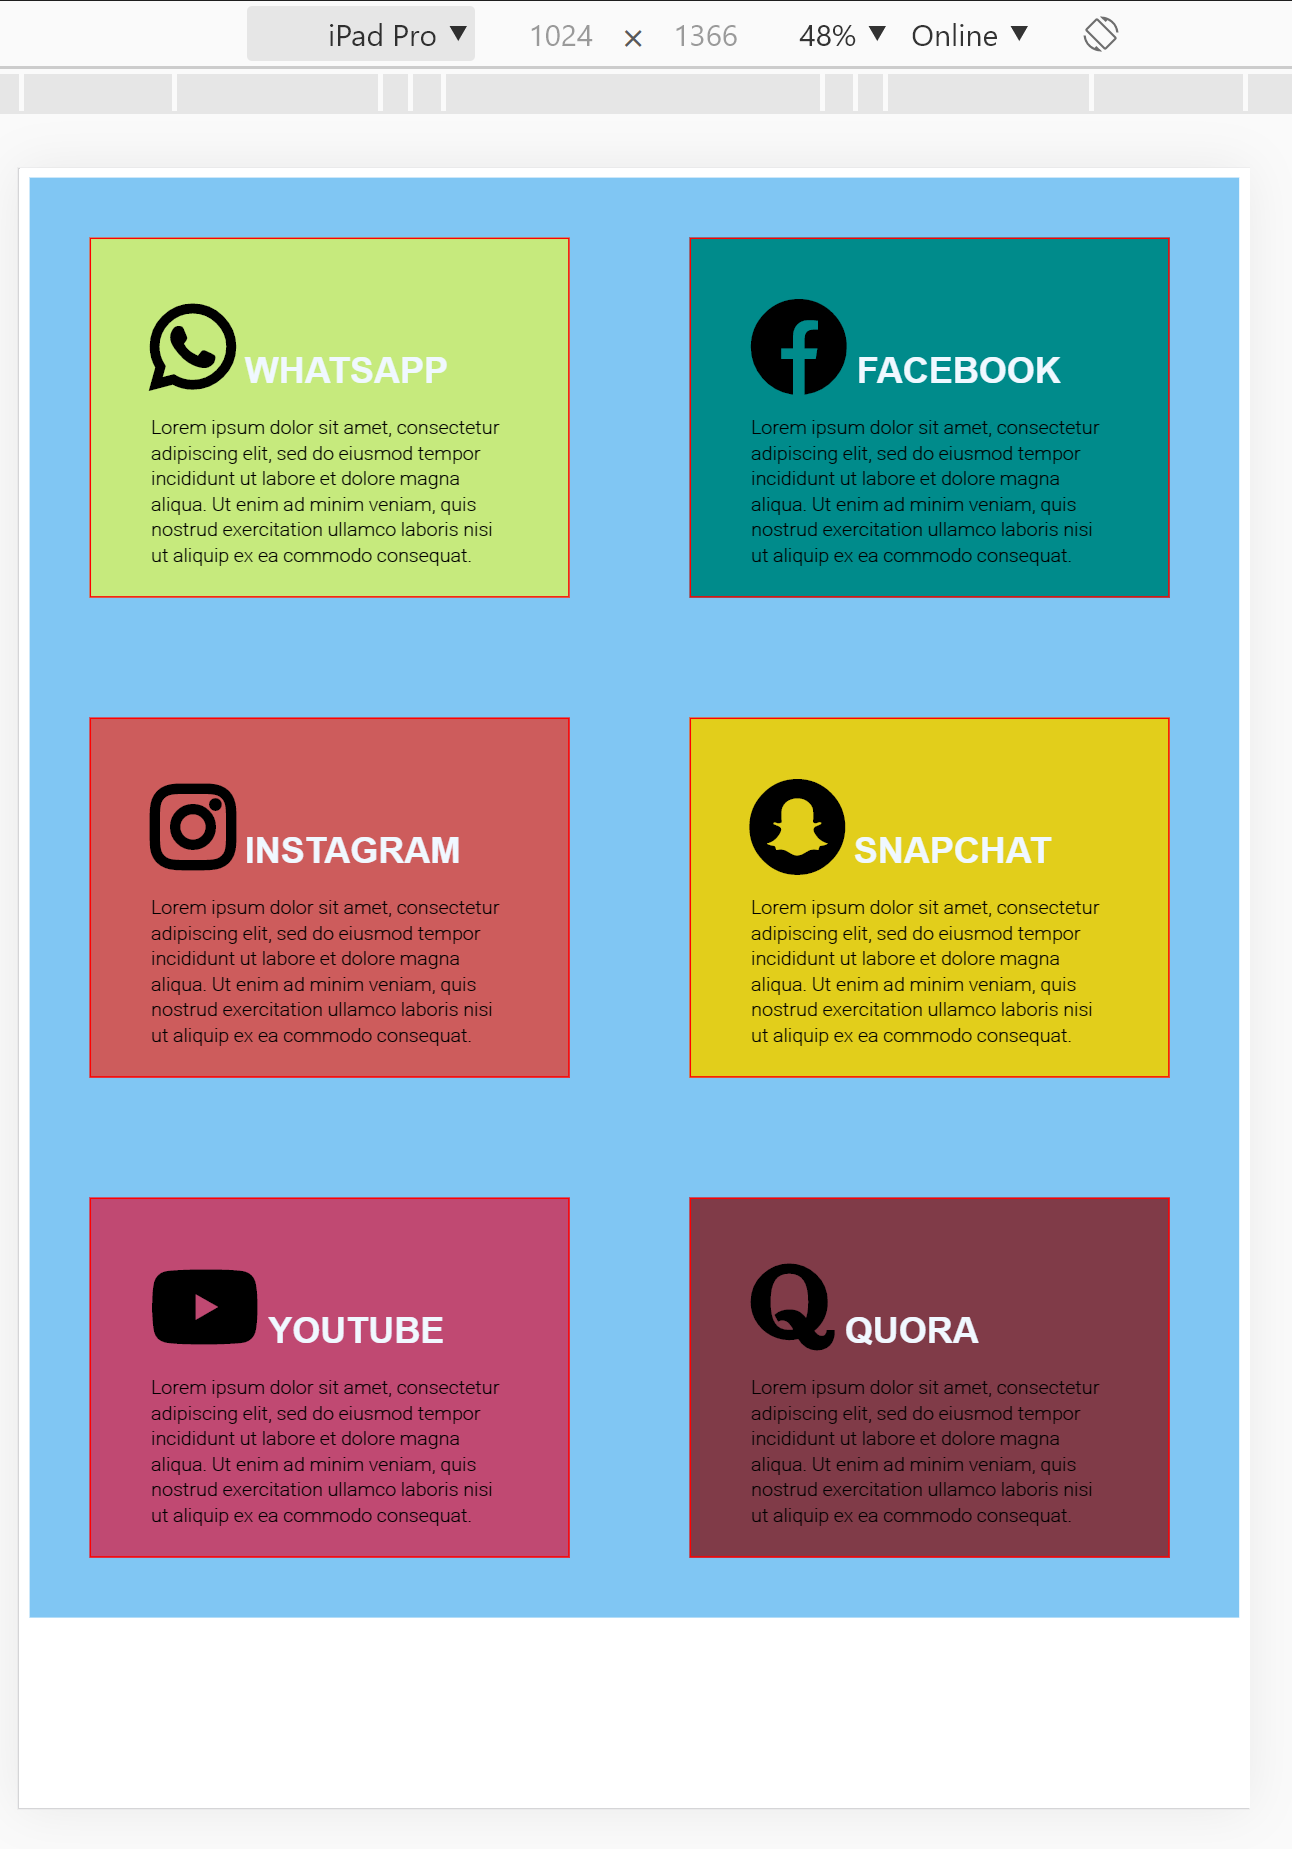 iPad Pro ▼ 1024 × 1366 48% ▼ Online ▼
WHATSAPP
Lorem ipsum dolor sit amet, consectetur
adipiscing elit, sed do eiusmod tempor
incididunt ut labore et dolore magna
aliqua. Ut enim ad minim veniam, quis
nostrud exercitation ullamco laboris nisi
ut aliquip ex ea commodo consequat.
FACEBOOK
Lorem ipsum dolor sit amet, consectetur
adipiscing elit, sed do eiusmod tempor
incididunt ut labore et dolore magna
aliqua. Ut enim ad minim veniam, quis
nostrud exercitation ullamco laboris nisi
ut aliquip ex ea commodo consequat.
INSTAGRAM
Lorem ipsum dolor sit amet, consectetur
adipiscing elit, sed do eiusmod tempor
incididunt ut labore et dolore magna
aliqua. Ut enim ad minim veniam, quis
nostrud exercitation ullamco laboris nisi
ut aliquip ex ea commodo consequat.
SNAPCHAT
Lorem ipsum dolor sit amet, consectetur
adipiscing elit, sed do eiusmod tempor
incididunt ut labore et dolore magna
aliqua. Ut enim ad minim veniam, quis
nostrud exercitation ullamco laboris nisi
ut aliquip ex ea commodo consequat.
YOUTUBE
Lorem ipsum dolor sit amet, consectetur
adipiscing elit, sed do eiusmod tempor
incididunt ut labore et dolore magna
aliqua. Ut enim ad minim veniam, quis
nostrud exercitation ullamco laboris nisi
ut aliquip ex ea commodo consequat.
QUORA
Lorem ipsum dolor sit amet, consectetur
adipiscing elit, sed do eiusmod tempor
incididunt ut labore et dolore magna
aliqua. Ut enim ad minim veniam, quis
nostrud exercitation ullamco laboris nisi
ut aliquip ex ea commodo consequat.